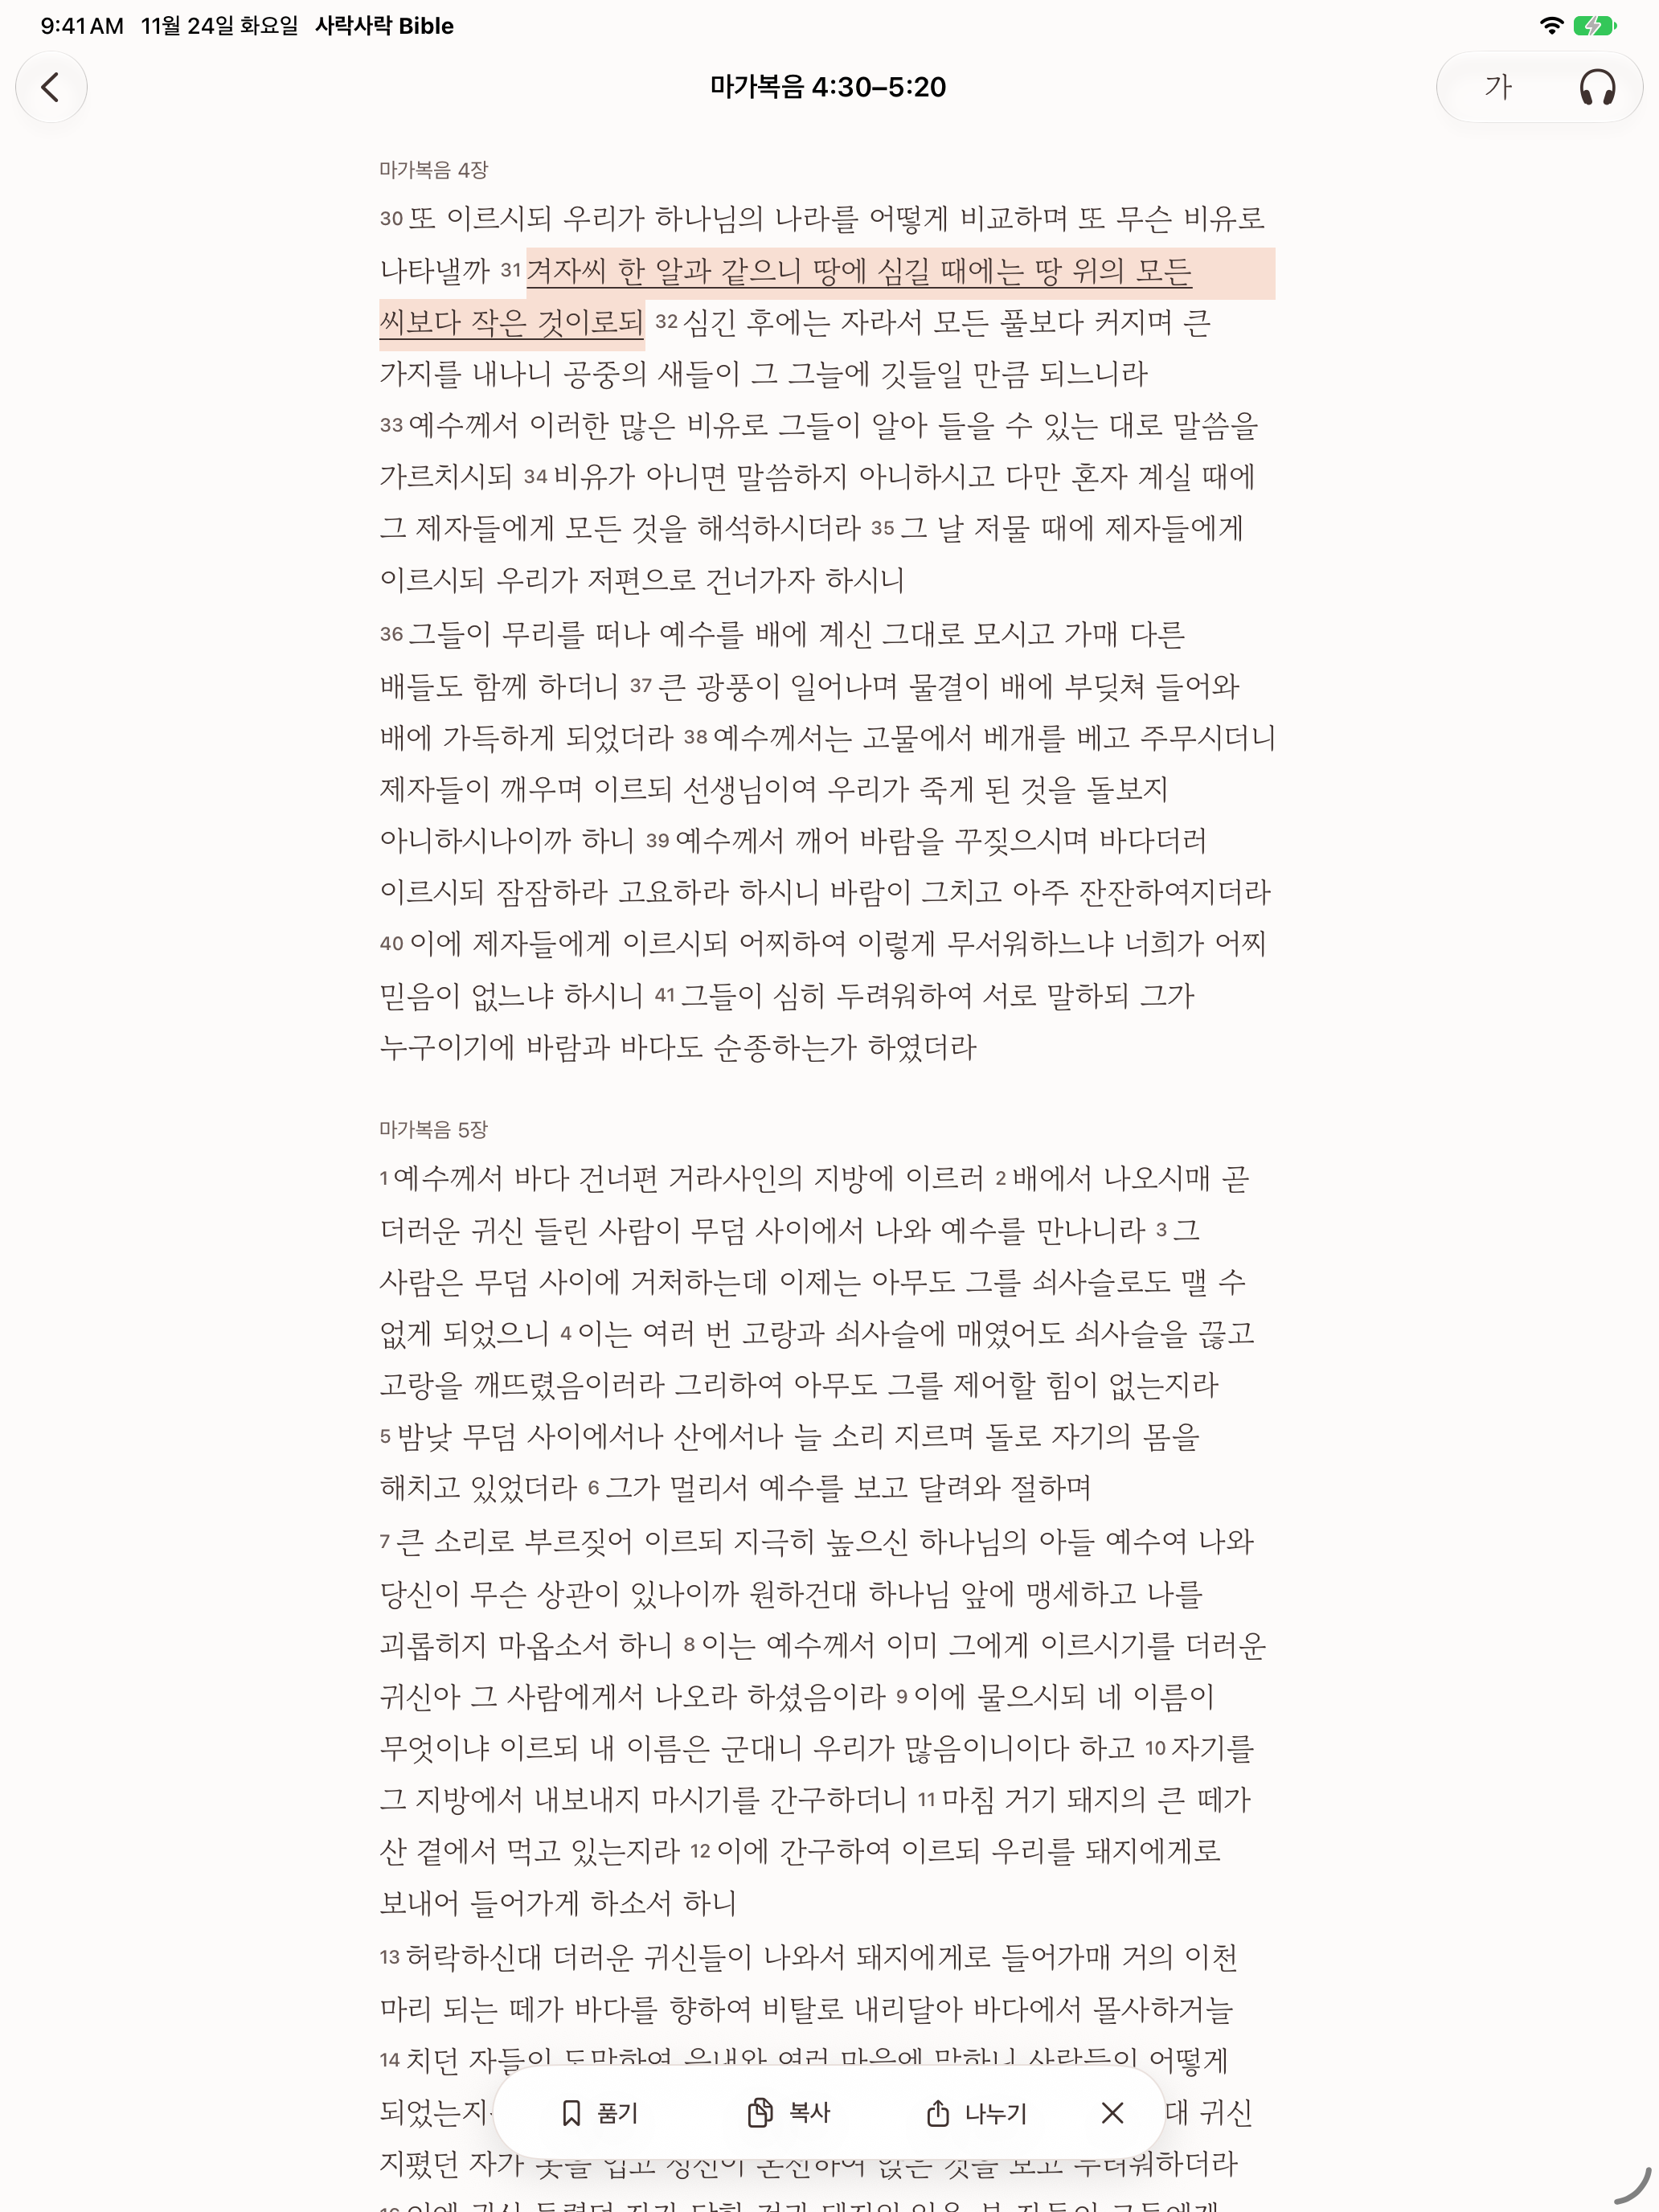 9:41 AM 11월 24일 화요일 사락사락 Bible
마가복음 4:30–5:20
가
마가복음 4장
30 또 이르시되 우리가 하나님의 나라를 어떻게 비교하며 또 무슨 비유로
나타낼까 31 겨자씨 한 알과 같으니 땅에 심길 때에는 땅 위의 모든
씨보다 작은 것이로되 32 심긴 후에는 자라서 모든 풀보다 커지며 큰
가지를 내나니 공중의 새들이 그 그늘에 깃들일 만큼 되느니라
33 예수께서 이러한 많은 비유로 그들이 알아 들을 수 있는 대로 말씀을
가르치시되 34 비유가 아니면 말씀하지 아니하시고 다만 혼자 계실 때에
그 제자들에게 모든 것을 해석하시더라 35 그 날 저물 때에 제자들에게
이르시되 우리가 저편으로 건너가자 하시니
36 그들이 무리를 떠나 예수를 배에 계신 그대로 모시고 가매 다른
배들도 함께 하더니 37 큰 광풍이 일어나며 물결이 배에 부딪쳐 들어와
배에 가득하게 되었더라 38 예수께서는 고물에서 베개를 베고 주무시더니
제자들이 깨우며 이르되 선생님이여 우리가 죽게 된 것을 돌보지
아니하시나이까 하니 39 예수께서 깨어 바람을 꾸짖으시며 바다더러
이르시되 잠잠하라 고요하라 하시니 바람이 그치고 아주 잔잔하여지더라
40 이에 제자들에게 이르시되 어찌하여 이렇게 무서워하느냐 너희가 어찌
믿음이 없느냐 하시니 41 그들이 심히 두려워하여 서로 말하되 그가
누구이기에 바람과 바다도 순종하는가 하였더라
마가복음 5장
1 예수께서 바다 건너편 거라사인의 지방에 이르러 2 배에서 나오시매 곧
더러운 귀신 들린 사람이 무덤 사이에서 나와 예수를 만나니라 3 그
사람은 무덤 사이에 거처하는데 이제는 아무도 그를 쇠사슬로도 맬 수
없게 되었으니 4 이는 여러 번 고랑과 쇠사슬에 매였어도 쇠사슬을 끊고
고랑을 깨뜨렸음이러라 그리하여 아무도 그를 제어할 힘이 없는지라
5 밤낮 무덤 사이에서나 산에서나 늘 소리 지르며 돌로 자기의 몸을
해치고 있었더라 6 그가 멀리서 예수를 보고 달려와 절하며
7 큰 소리로 부르짖어 이르되 지극히 높으신 하나님의 아들 예수여 나와
당신이 무슨 상관이 있나이까 원하건대 하나님 앞에 맹세하고 나를
괴롭히지 마옵소서 하니 8 이는 예수께서 이미 그에게 이르시기를 더러운
귀신아 그 사람에게서 나오라 하셨음이라 9 이에 물으시되 네 이름이
무엇이냐 이르되 내 이름은 군대니 우리가 많음이니이다 하고 10 자기를
그 지방에서 내보내지 마시기를 간구하더니 11 마침 거기 돼지의 큰 떼가
산 곁에서 먹고 있는지라 12 이에 간구하여 이르되 우리를 돼지에게로
보내어 들어가게 하소서 하니
13 허락하신대 더러운 귀신들이 나와서 돼지에게로 들어가매 거의 이천
마리 되는 떼가 바다를 향하여 비탈로 내리달아 바다에서 몰사하거늘
14 치던 자들이 도망하여 읍내와 여러 마을에 말하니 사람들이 어떻게
되었는지 대 귀신
지폈던 자가 옷을 입고 정신이 온전하여 앉은 것을 보고 두려워하더라
품기 복사 나누기